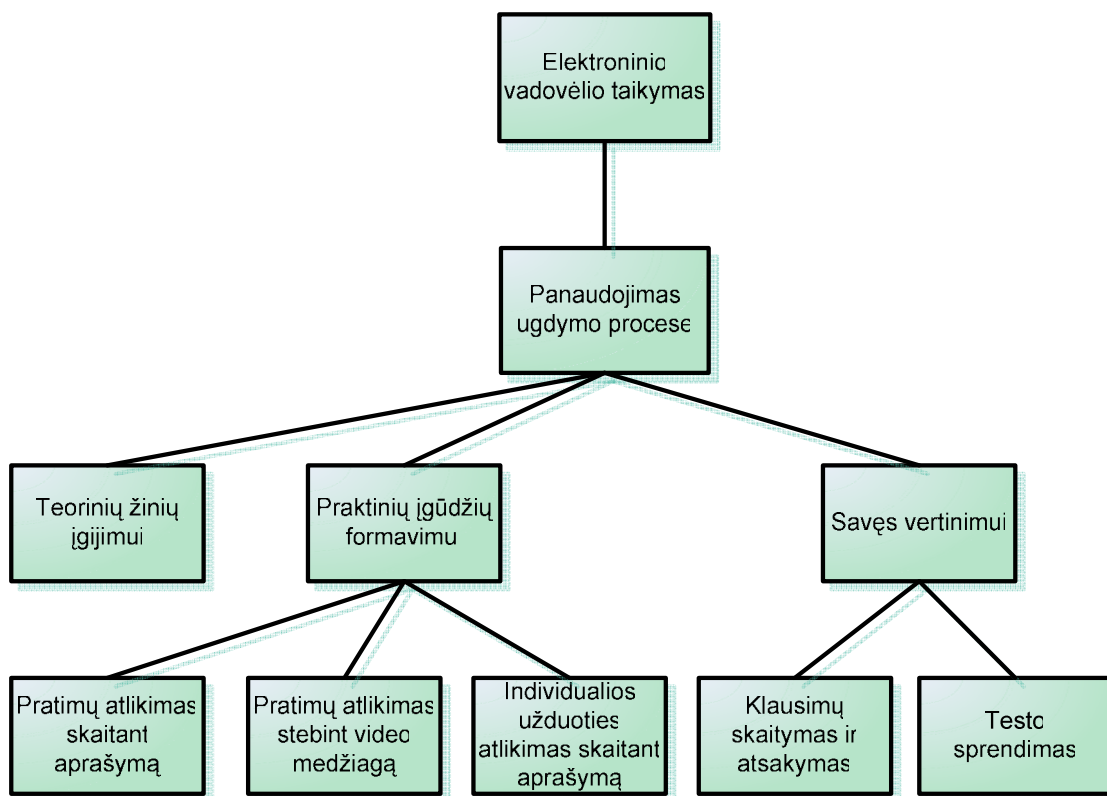 Elektroninio
vadovėlio taikymas
Panaudojimas
ugdymo procese
Teorinių žinių
įgijimui
Praktinių įgūdžių
formavimu
Savęs vertinimui
Pratimų atlikimas
skaitant
aprašymą
Pratimų atlikimas
stebint video
medžiagą
Individualios
užduoties
atlikimas skaitant
aprašymą
Klausimų
skaitymas ir
atsakymas
Testo
sprendimas